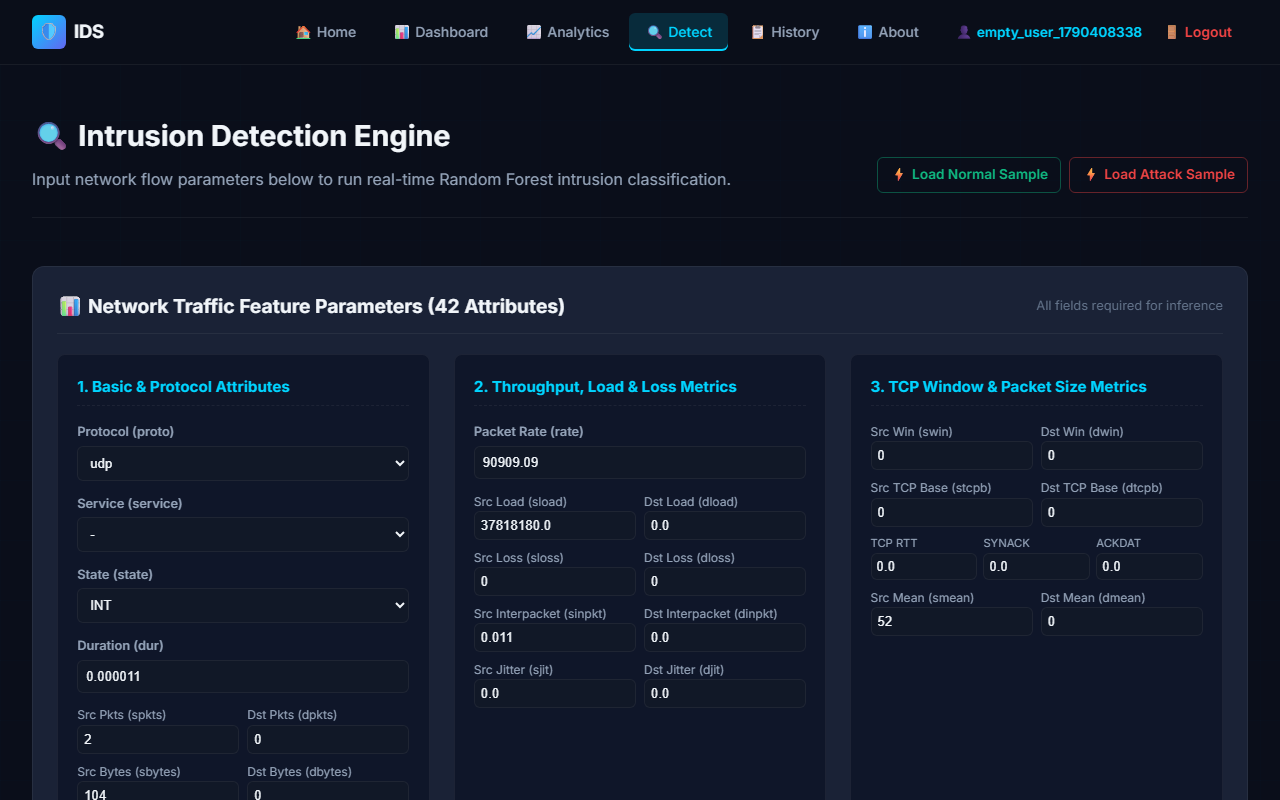 IDS
Home
Dashboard
Analytics
Detect
History
About
empty_user_1790408338
Logout
Intrusion Detection Engine
Input network flow parameters below to run real-time Random Forest intrusion classification.
Load Normal Sample
Load Attack Sample
Network Traffic Feature Parameters (42 Attributes)
All fields required for inference
1. Basic & Protocol Attributes
Protocol (proto)
udp
Service (service)
-
State (state)
INT
Duration (dur)
0.000011
Src Pkts (spkts) Dst Pkts (dpkts)
2 0
Src Bytes (sbytes) Dst Bytes (dbytes)
104 0
2. Throughput, Load & Loss Metrics
Packet Rate (rate)
90909.09
Src Load (sload) Dst Load (dload)
37818180.0 0.0
Src Loss (sloss) Dst Loss (dloss)
0 0
Src Interpacket (sinpkt) Dst Interpacket (dinpkt)
0.011 0.0
Src Jitter (sjit) Dst Jitter (djit)
0.0 0.0
3. TCP Window & Packet Size Metrics
Src Win (swin) Dst Win (dwin)
0 0
Src TCP Base (stcpb) Dst TCP Base (dtcpb)
0 0
TCP RTT SYNACK ACKDAT
0.0 0.0 0.0
Src Mean (smean) Dst Mean (dmean)
52 0